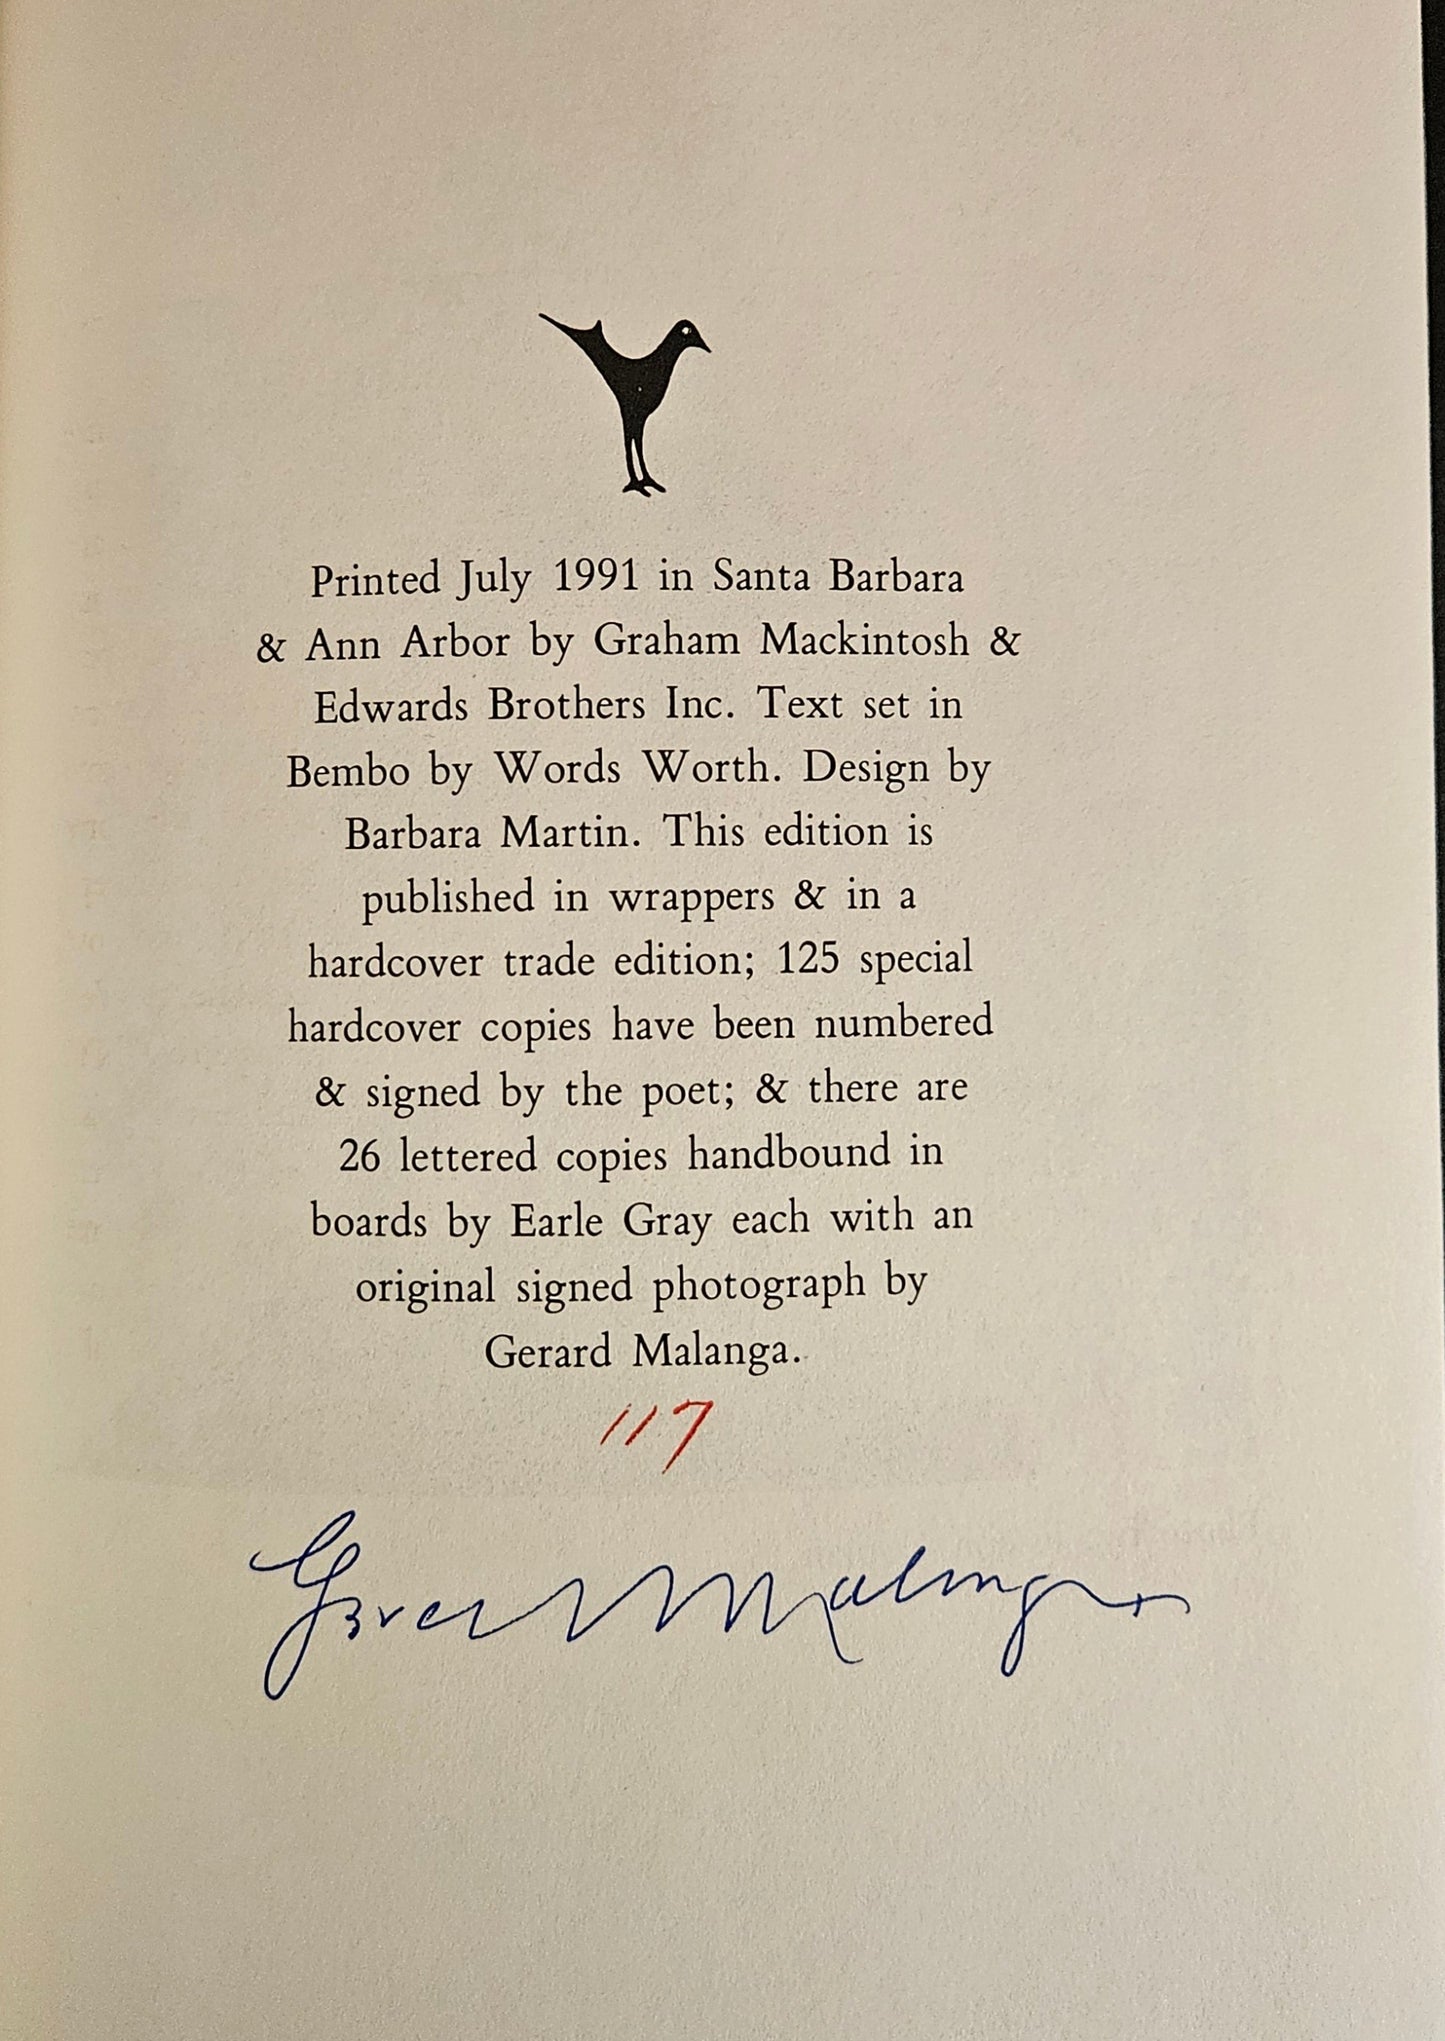 Printed July 1991 in Santa Barbara
& Ann Arbor by Graham Mackintosh &
Edwards Brothers Inc. Text set in
Bembo by Words Worth. Design by
Barbara Martin. This edition is
published in wrappers & in a
hardcover trade edition; 125 special
hardcover copies have been numbered
& signed by the poet; & there are
26 lettered copies handbound in
boards by Earle Gray each with an
original signed photograph by
Gerard Malanga.
117
Gerard Malanga